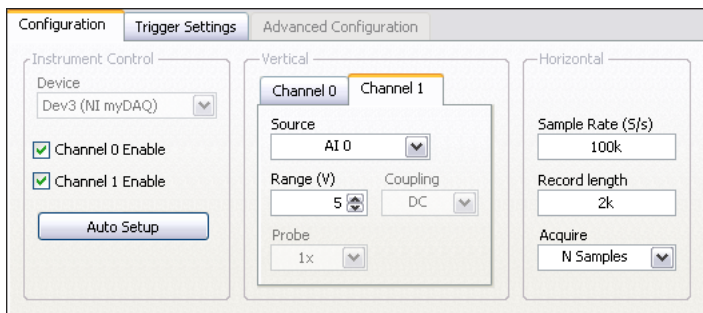 Configuration
Trigger Settings
Advanced Configuration
Instrument Control
Device
Dev3 (NI myDAQ)
Channel 0 Enable
Channel 1 Enable
Auto Setup
Vertical
Channel 0
Channel 1
Source
AI 0
Range (V)
Coupling
5
DC
Probe
1x
Horizontal
Sample Rate (S/s)
100k
Record length
2k
Acquire
N Samples